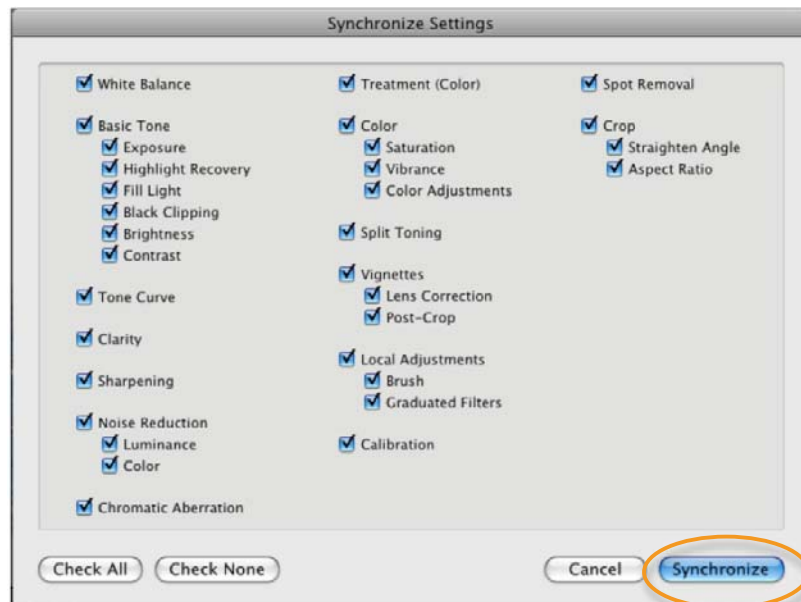 Synchronize Settings
White Balance
Basic Tone
Exposure
Highlight Recovery
Fill Light
Black Clipping
Brightness
Contrast
Tone Curve
Clarity
Sharpening
Noise Reduction
Luminance
Color
Chromatic Aberration
Treatment (Color)
Color
Saturation
Vibrance
Color Adjustments
Split Toning
Vignettes
Lens Correction
Post-Crop
Local Adjustments
Brush
Graduated Filters
Calibration
Spot Removal
Crop
Straighten Angle
Aspect Ratio
Check All
Check None
Cancel
Synchronize